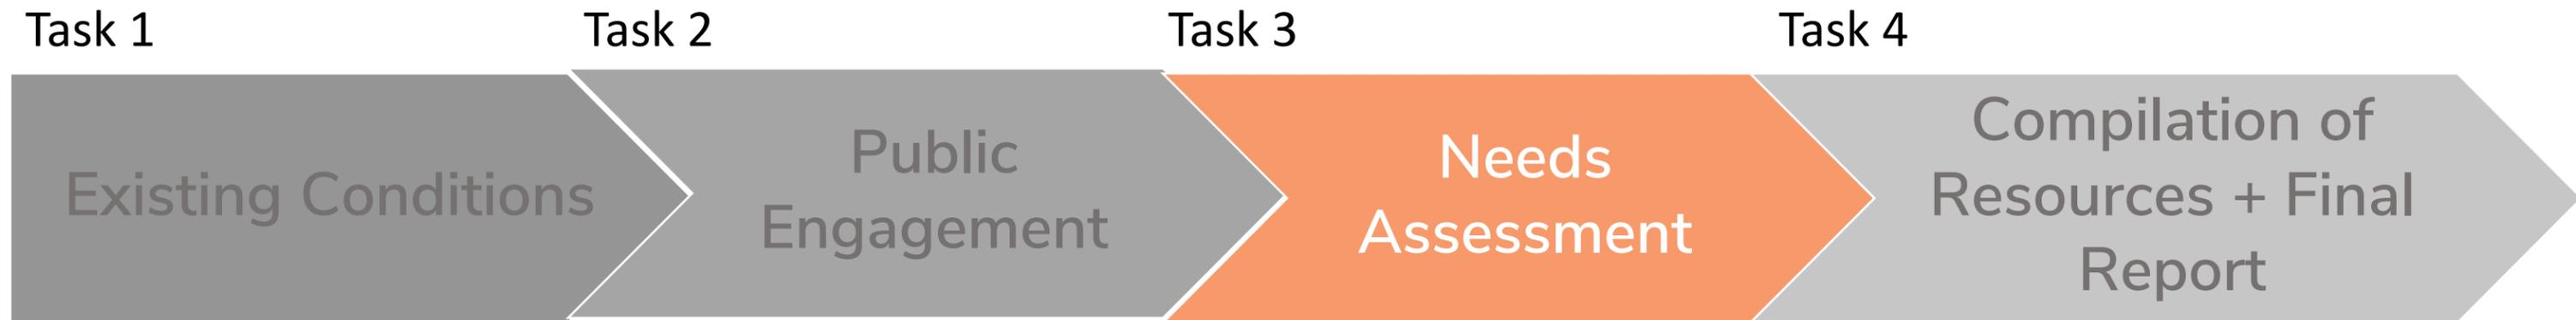 Task 1
Task 2
Task 3
Task 4
Existing Conditions
Public
Engagement
Needs
Assessment
Compilation of
Resources + Final
Report